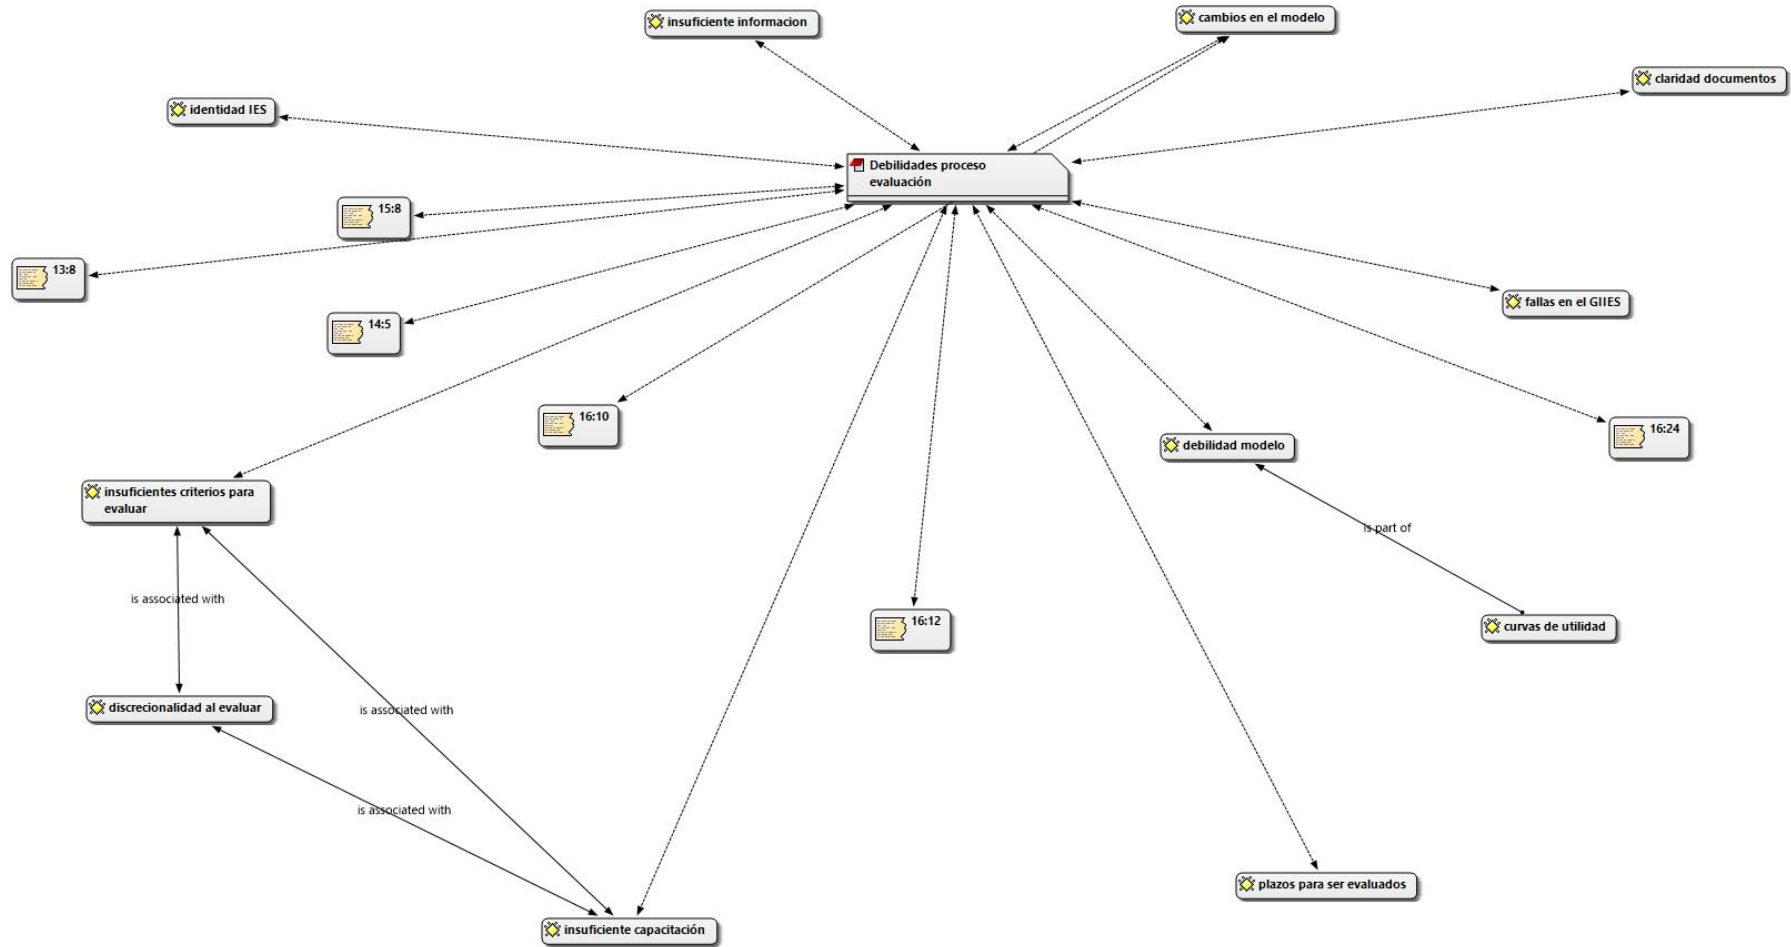 insuficiente informacion
cambios en el modelo
claridad documentos
identidad IES
Debilidades proceso
evaluación
15:8
13:8
14:5
fallas en el GIIES
16:10
16:24
debilidad modelo
insuficientes criterios para
evaluar
is part of
is associated with
16:12
curvas de utilidad
discrecionalidad al evaluar
is associated with
is associated with
plazos para ser evaluados
insuficiente capacitación